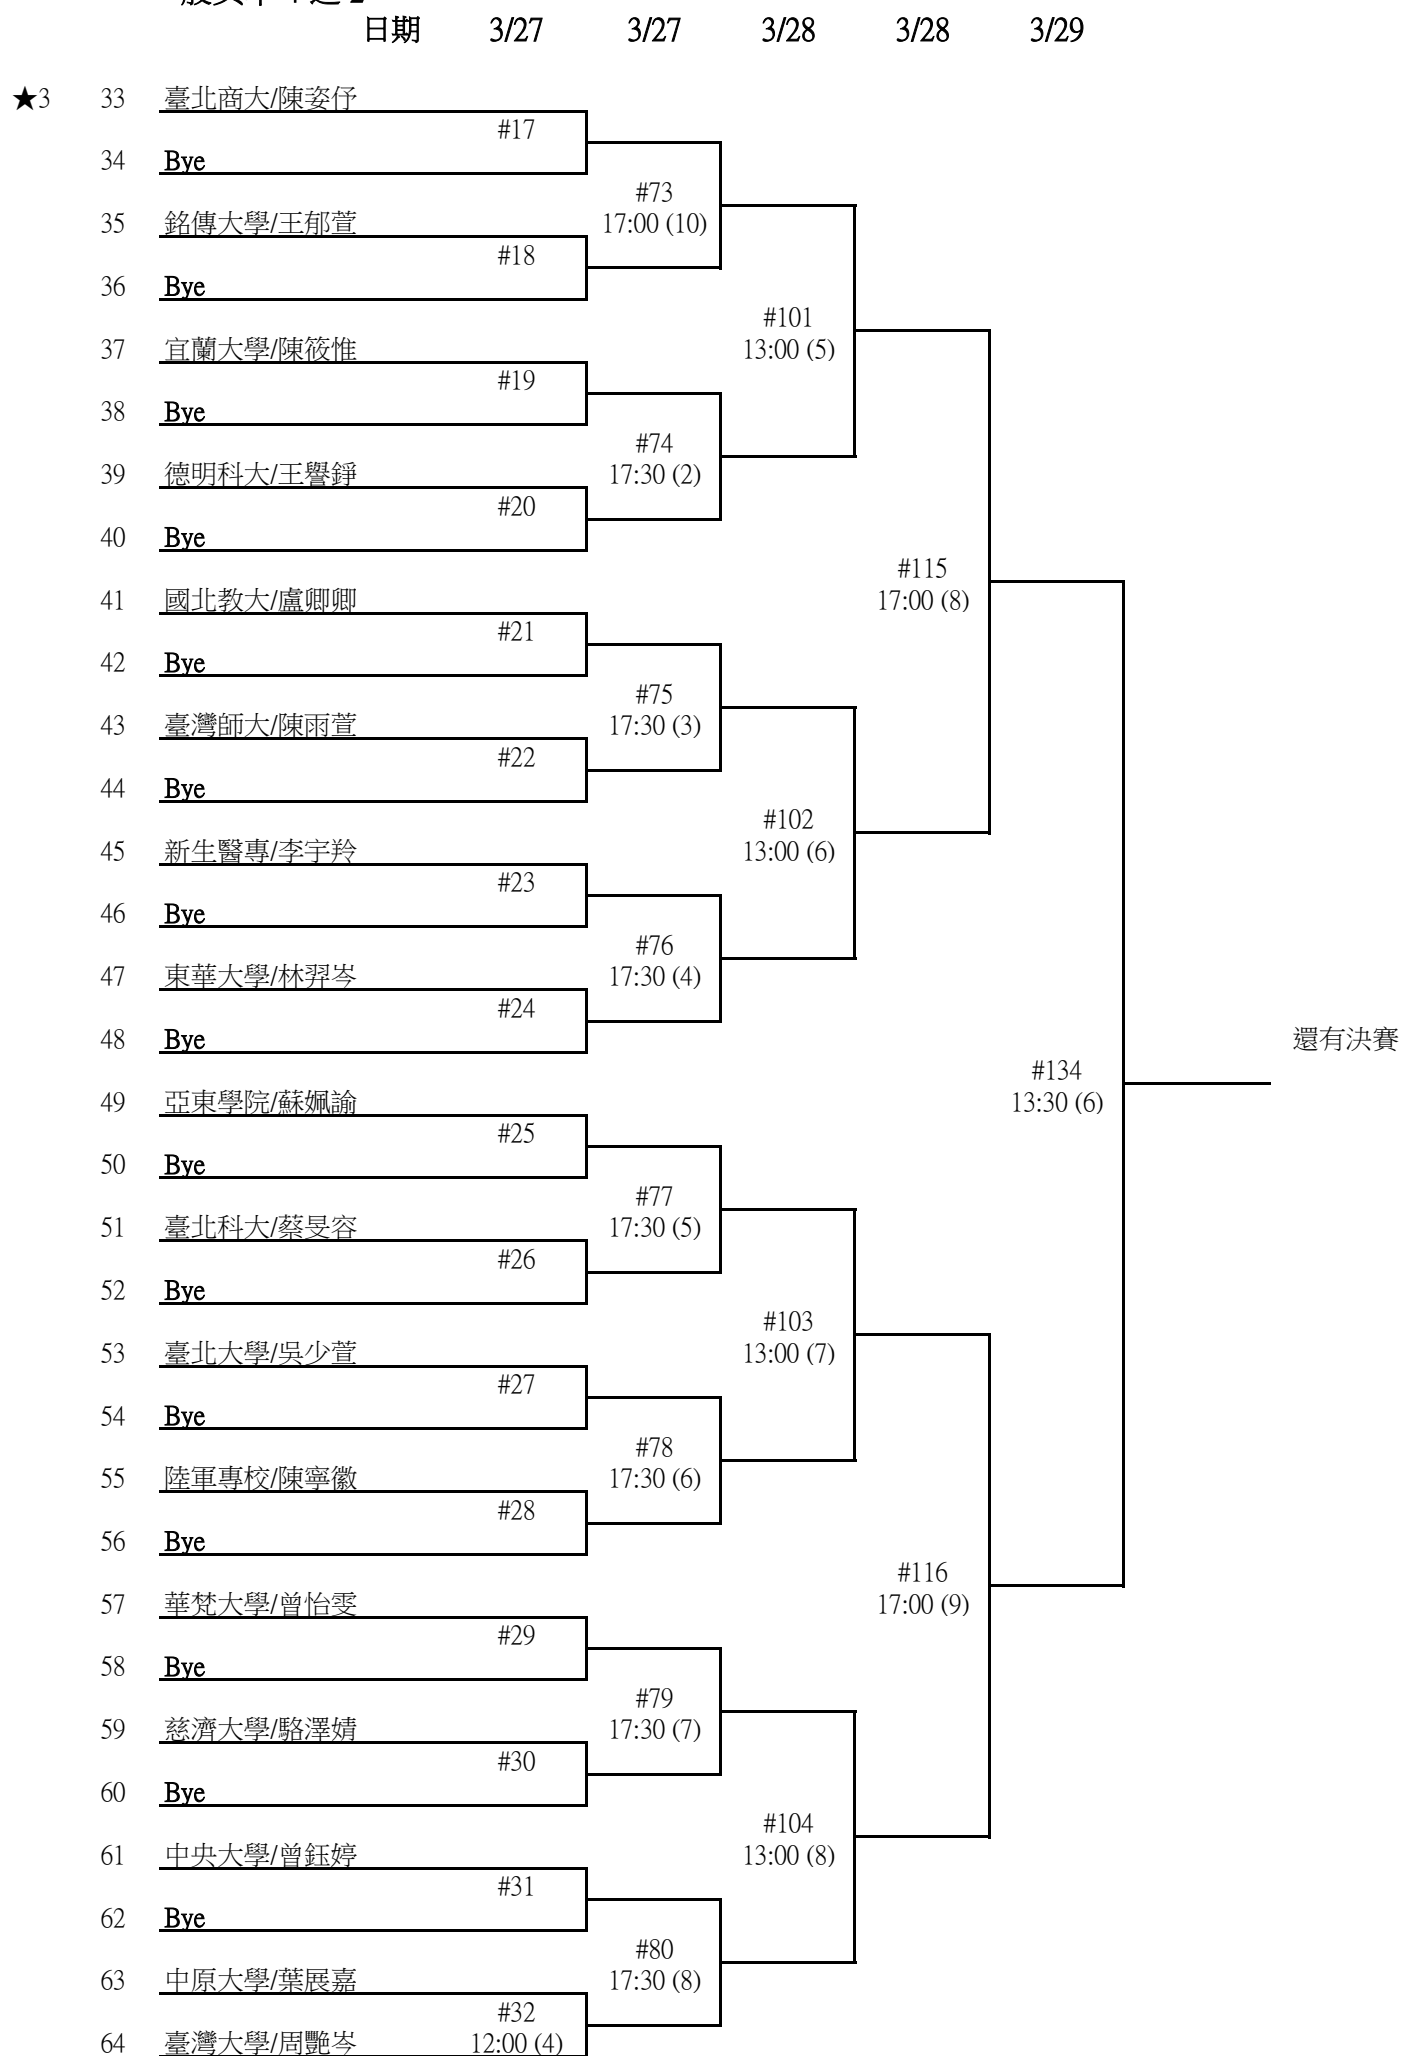 日期 3/27 3/27 3/28 3/28 3/29
★3 33 臺北商大/陳姿伃
#17
34 Bye
#73
35 銘傳大學/王郁萱 17:00 (10)
#18
36 Bye
#101
37 宜蘭大學/陳筱惟 13:00 (5)
#19
38 Bye
#74
39 德明科大/王譽錚 17:30 (2)
#20
40 Bye
#115
41 國北教大/盧卿卿 17:00 (8)
#21
42 Bye
#75
43 臺灣師大/陳雨萱 17:30 (3)
#22
44 Bye
#102
45 新生醫專/李宇羚 13:00 (6)
#23
46 Bye
#76
47 東華大學/林羿岑 17:30 (4)
#24
48 Bye
還有決賽
#134
49 亞東學院/蘇姵諭 13:30 (6)
#25
50 Bye
#77
51 臺北科大/蔡旻容 17:30 (5)
#26
52 Bye
#103
53 臺北大學/吳少萱 13:00 (7)
#27
54 Bye
#78
55 陸軍專校/陳寧徽 17:30 (6)
#28
56 Bye
#116
57 華梵大學/曾怡雯 17:00 (9)
#29
58 Bye
#79
59 慈濟大學/駱澤婧 17:30 (7)
#30
60 Bye
#104
61 中央大學/曾鈺婷 13:00 (8)
#31
62 Bye
#80
63 中原大學/葉展嘉 17:30 (8)
#32
64 臺灣大學/周艷岑 12:00 (4)